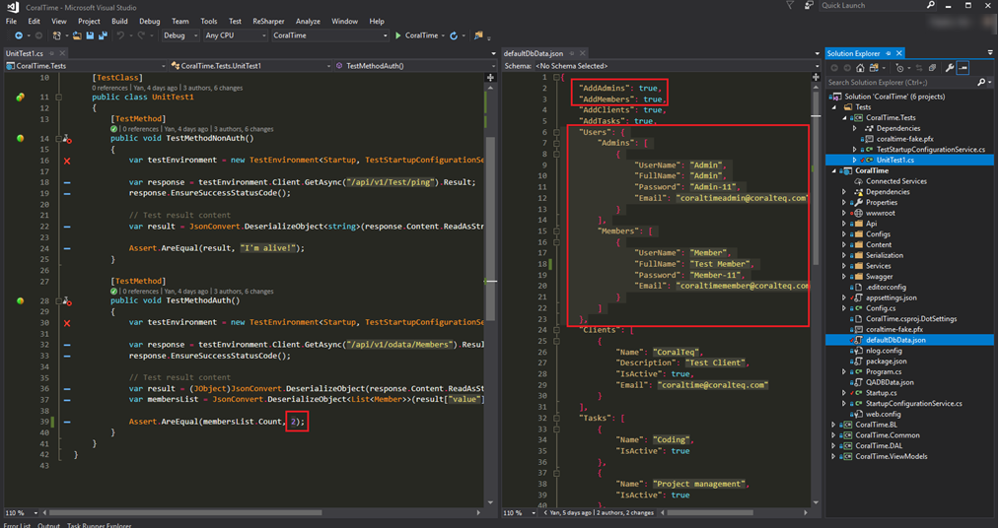 CoralTime - Microsoft Visual Studio
Quick Launch
File Edit View Project Build Debug Team Tools Test ReSharper Analyze Window Help
Debug Any CPU CoralTime CoralTime
UnitTest1.cs
CoralTime.Tests CoralTime.Tests.UnitTest1 TestMethodAuth()
10 [TestClass]
0 references | Yan, 4 days ago | 3 authors, 6 changes
11 public class UnitTest1
12 {
13 [TestMethod]
0 references | Yan, 4 days ago | 3 authors, 6 changes
14 public void TestMethodNonAuth()
15 {
16 var testEnvironment = new TestEnvironment<Startup, TestStartupConfigurationSe
17
18 var response = testEnvironment.Client.GetAsync("/api/v1/Test/ping").Result;
19 response.EnsureSuccessStatusCode();
20
21 // Test result content
22 var result = JsonConvert.DeserializeObject<string>(response.Content.ReadAsStr
23
24 Assert.AreEqual(result, "I'm alive!");
25 }
26
27 [TestMethod]
0 references | Yan, 4 days ago | 3 authors, 6 changes
28 public void TestMethodAuth()
29 {
30 var testEnvironment = new TestEnvironment<Startup, TestStartupConfigurationSe
31
32 var response = testEnvironment.Client.GetAsync("/api/v1/odata/Members").Resul
33 response.EnsureSuccessStatusCode();
34
35 // Test result content
36 var result = (JObject)JsonConvert.DeserializeObject(response.Content.ReadAsSt
37 var membersList = JsonConvert.DeserializeObject<List<Member>>(result["value"]
38
39 Assert.AreEqual(membersList.Count, 2);
40 }
41 }
42 }
43
110 %
defaultDbData.json
Schema: <No Schema Selected>
1 {
2 "AddAdmins": true,
3 "AddMembers": true,
4 "AddClients": true,
5 "AddTasks": true,
6 "Users": {
7 "Admins": [
8 {
9 "UserName": "Admin",
10 "FullName": "Admin",
11 "Password": "Admin-11",
12 "Email": "coraltimeadmin@coralteq.com"
13 }
14 ],
15 "Members": [
16 {
17 "UserName": "Member",
18 "FullName": "Test Member",
19 "Password": "Member-11",
20 "Email": "coraltimemember@coralteq.com
21 }
22 ]
23 },
24 "Clients": [
25 {
26 "Name": "CoralTeq",
27 "Description": "Test Client",
28 "IsActive": true,
29 "Email": "coraltime@coralteq.com"
30 }
31 ],
32 "Tasks": [
33 {
34 "Name": "Coding",
35 "IsActive": true
36 },
37 {
38 "Name": "Project management",
39 "IsActive": true
40 },
110 % Yan, 5 days ago | 2 authors, 2 changes
Solution Explorer
Solution 'CoralTime' (6 projects)
Tests
CoralTime.Tests
Dependencies
coraltime-fake.pfx
TestStartupConfigurationService.cs
UnitTest1.cs
CoralTime
Connected Services
Dependencies
Properties
wwwroot
Api
Configs
Content
Serialization
Services
Swagger
.editorconfig
appsettings.json
Config.cs
CoralTime.csproj.DotSettings
coraltime-fake.pfx
defaultDbData.json
nlog.config
package.json
Program.cs
QADBData.json
Startup.cs
StartupConfigurationService.cs
web.config
CoralTime.BL
CoralTime.Common
CoralTime.DAL
CoralTime.ViewModels
Error List Output Task Runner Explorer